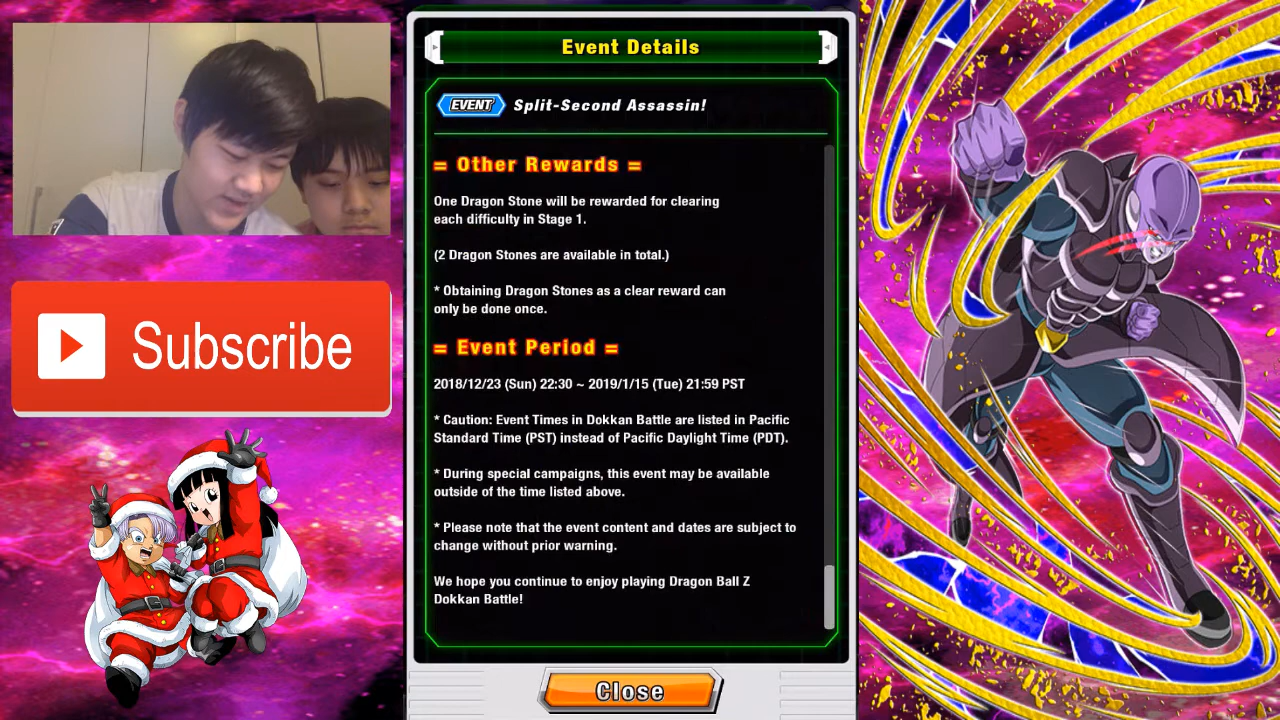 Event Details
EVENT Split-Second Assassin!
= Other Rewards =
One Dragon Stone will be rewarded for clearing
each difficulty in Stage 1.
(2 Dragon Stones are available in total.)
* Obtaining Dragon Stones as a clear reward can
only be done once.
= Event Period =
2018/12/23 (Sun) 22:30 ~ 2019/1/15 (Tue) 21:59 PST
* Caution: Event Times in Dokkan Battle are listed in Pacific
Standard Time (PST) instead of Pacific Daylight Time (PDT).
* During special campaigns, this event may be available
outside of the time listed above.
* Please note that the event content and dates are subject to
change without prior warning.
We hope you continue to enjoy playing Dragon Ball Z
Dokkan Battle!
Close
Subscribe